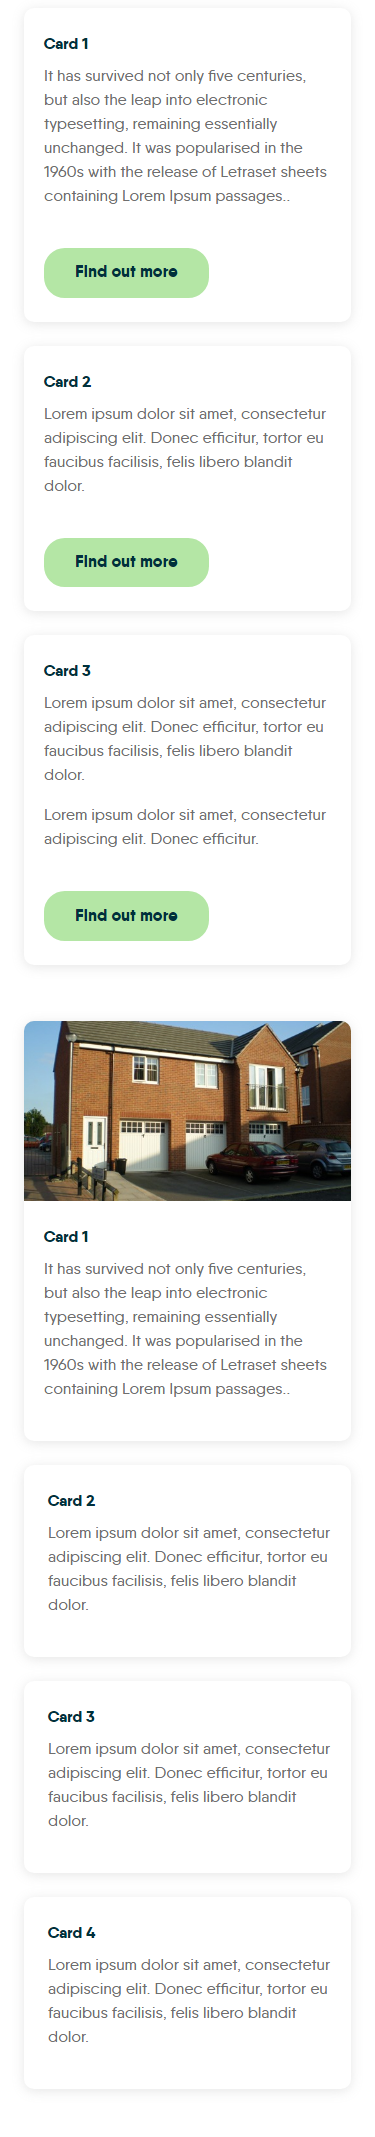 Card 1
It has survived not only five centuries,
but also the leap into electronic
typesetting, remaining essentially
unchanged. It was popularised in the
1960s with the release of Letraset sheets
containing Lorem Ipsum passages..
Find out more
Card 2
Lorem ipsum dolor sit amet, consectetur
adipiscing elit. Donec efficitur, tortor eu
faucibus facilisis, felis libero blandit
dolor.
Find out more
Card 3
Lorem ipsum dolor sit amet, consectetur
adipiscing elit. Donec efficitur, tortor eu
faucibus facilisis, felis libero blandit
dolor.
Lorem ipsum dolor sit amet, consectetur
adipiscing elit. Donec efficitur.
Find out more
Card 1
It has survived not only five centuries,
but also the leap into electronic
typesetting, remaining essentially
unchanged. It was popularised in the
1960s with the release of Letraset sheets
containing Lorem Ipsum passages..
Card 2
Lorem ipsum dolor sit amet, consectetur
adipiscing elit. Donec efficitur, tortor eu
faucibus facilisis, felis libero blandit
dolor.
Card 3
Lorem ipsum dolor sit amet, consectetur
adipiscing elit. Donec efficitur, tortor eu
faucibus facilisis, felis libero blandit
dolor.
Card 4
Lorem ipsum dolor sit amet, consectetur
adipiscing elit. Donec efficitur, tortor eu
faucibus facilisis, felis libero blandit
dolor.